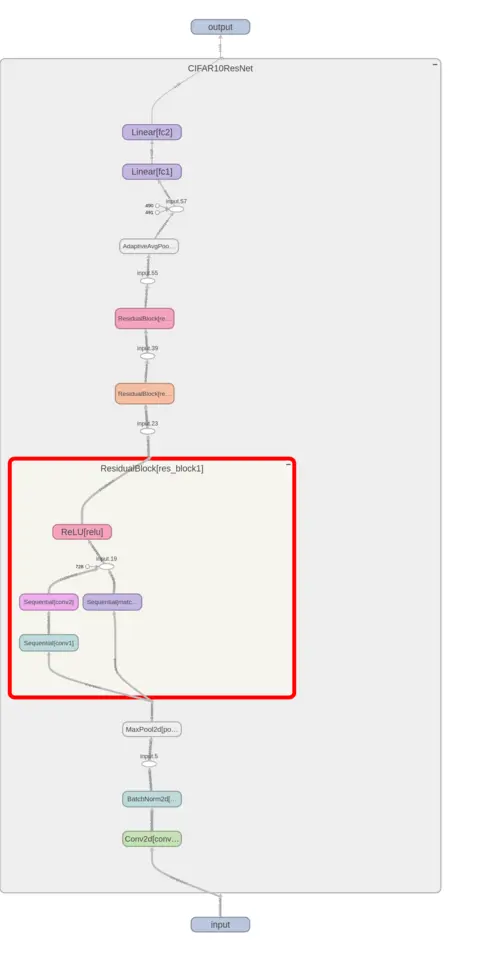 output
CIFAR10ResNet
Linear[fc2]
Linear[fc1]
input.57
490
491
AdaptiveAvgPoo...
input.55
ResidualBlock[re...
input.39
ResidualBlock[re...
input.23
ResidualBlock[res_block1]
ReLU[relu]
input.19
728
Sequential[conv2]
Sequential[matc...
Sequential[conv1]
MaxPool2d[po...
input.5
BatchNorm2d[...
Conv2d[conv...
input